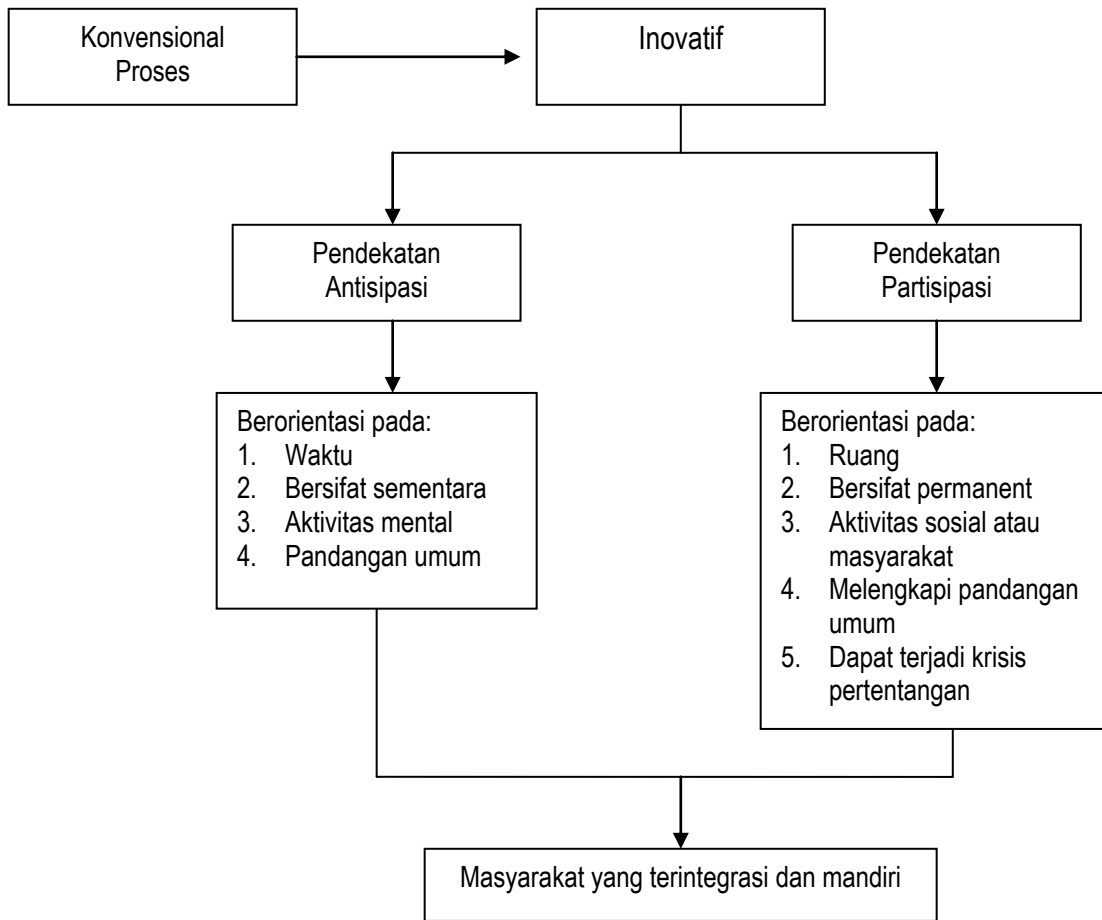 Konvensional
Proses
Inovatif
Pendekatan
Antisipasi
Pendekatan
Partisipasi
Berorientasi pada:
1. Waktu
2. Bersifat sementara
3. Aktivitas mental
4. Pandangan umum
Berorientasi pada:
1. Ruang
2. Bersifat permanent
3. Aktivitas sosial atau
masyarakat
4. Melengkapi pandangan
umum
5. Dapat terjadi krisis
pertentangan
Masyarakat yang terintegrasi dan mandiri